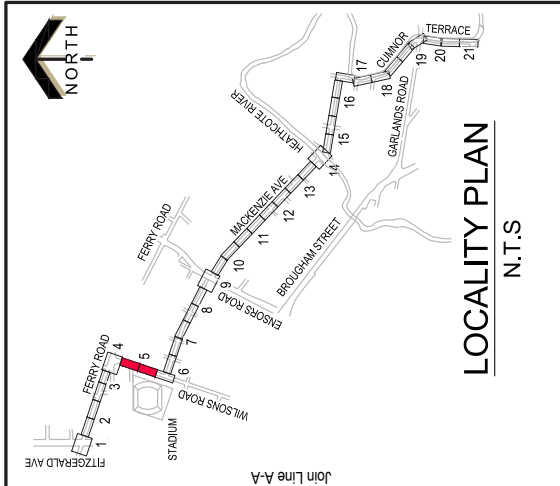 NORTH
TERRACE
CUMNOR
17
19
20
21
18
16
GARLANDS ROAD
HEATHCOTE RIVER
15
14
MACKENZIE AVE
13
12
11
10
BROUGHAM STREET
FERRY ROAD
9
ENSORS ROAD
8
7
FERRY ROAD
4
5
6
3
2
1
WILSONS ROAD
STADIUM
FITZGERALD AVE
Join Line A-A
LOCALITY PLAN
N.T.S